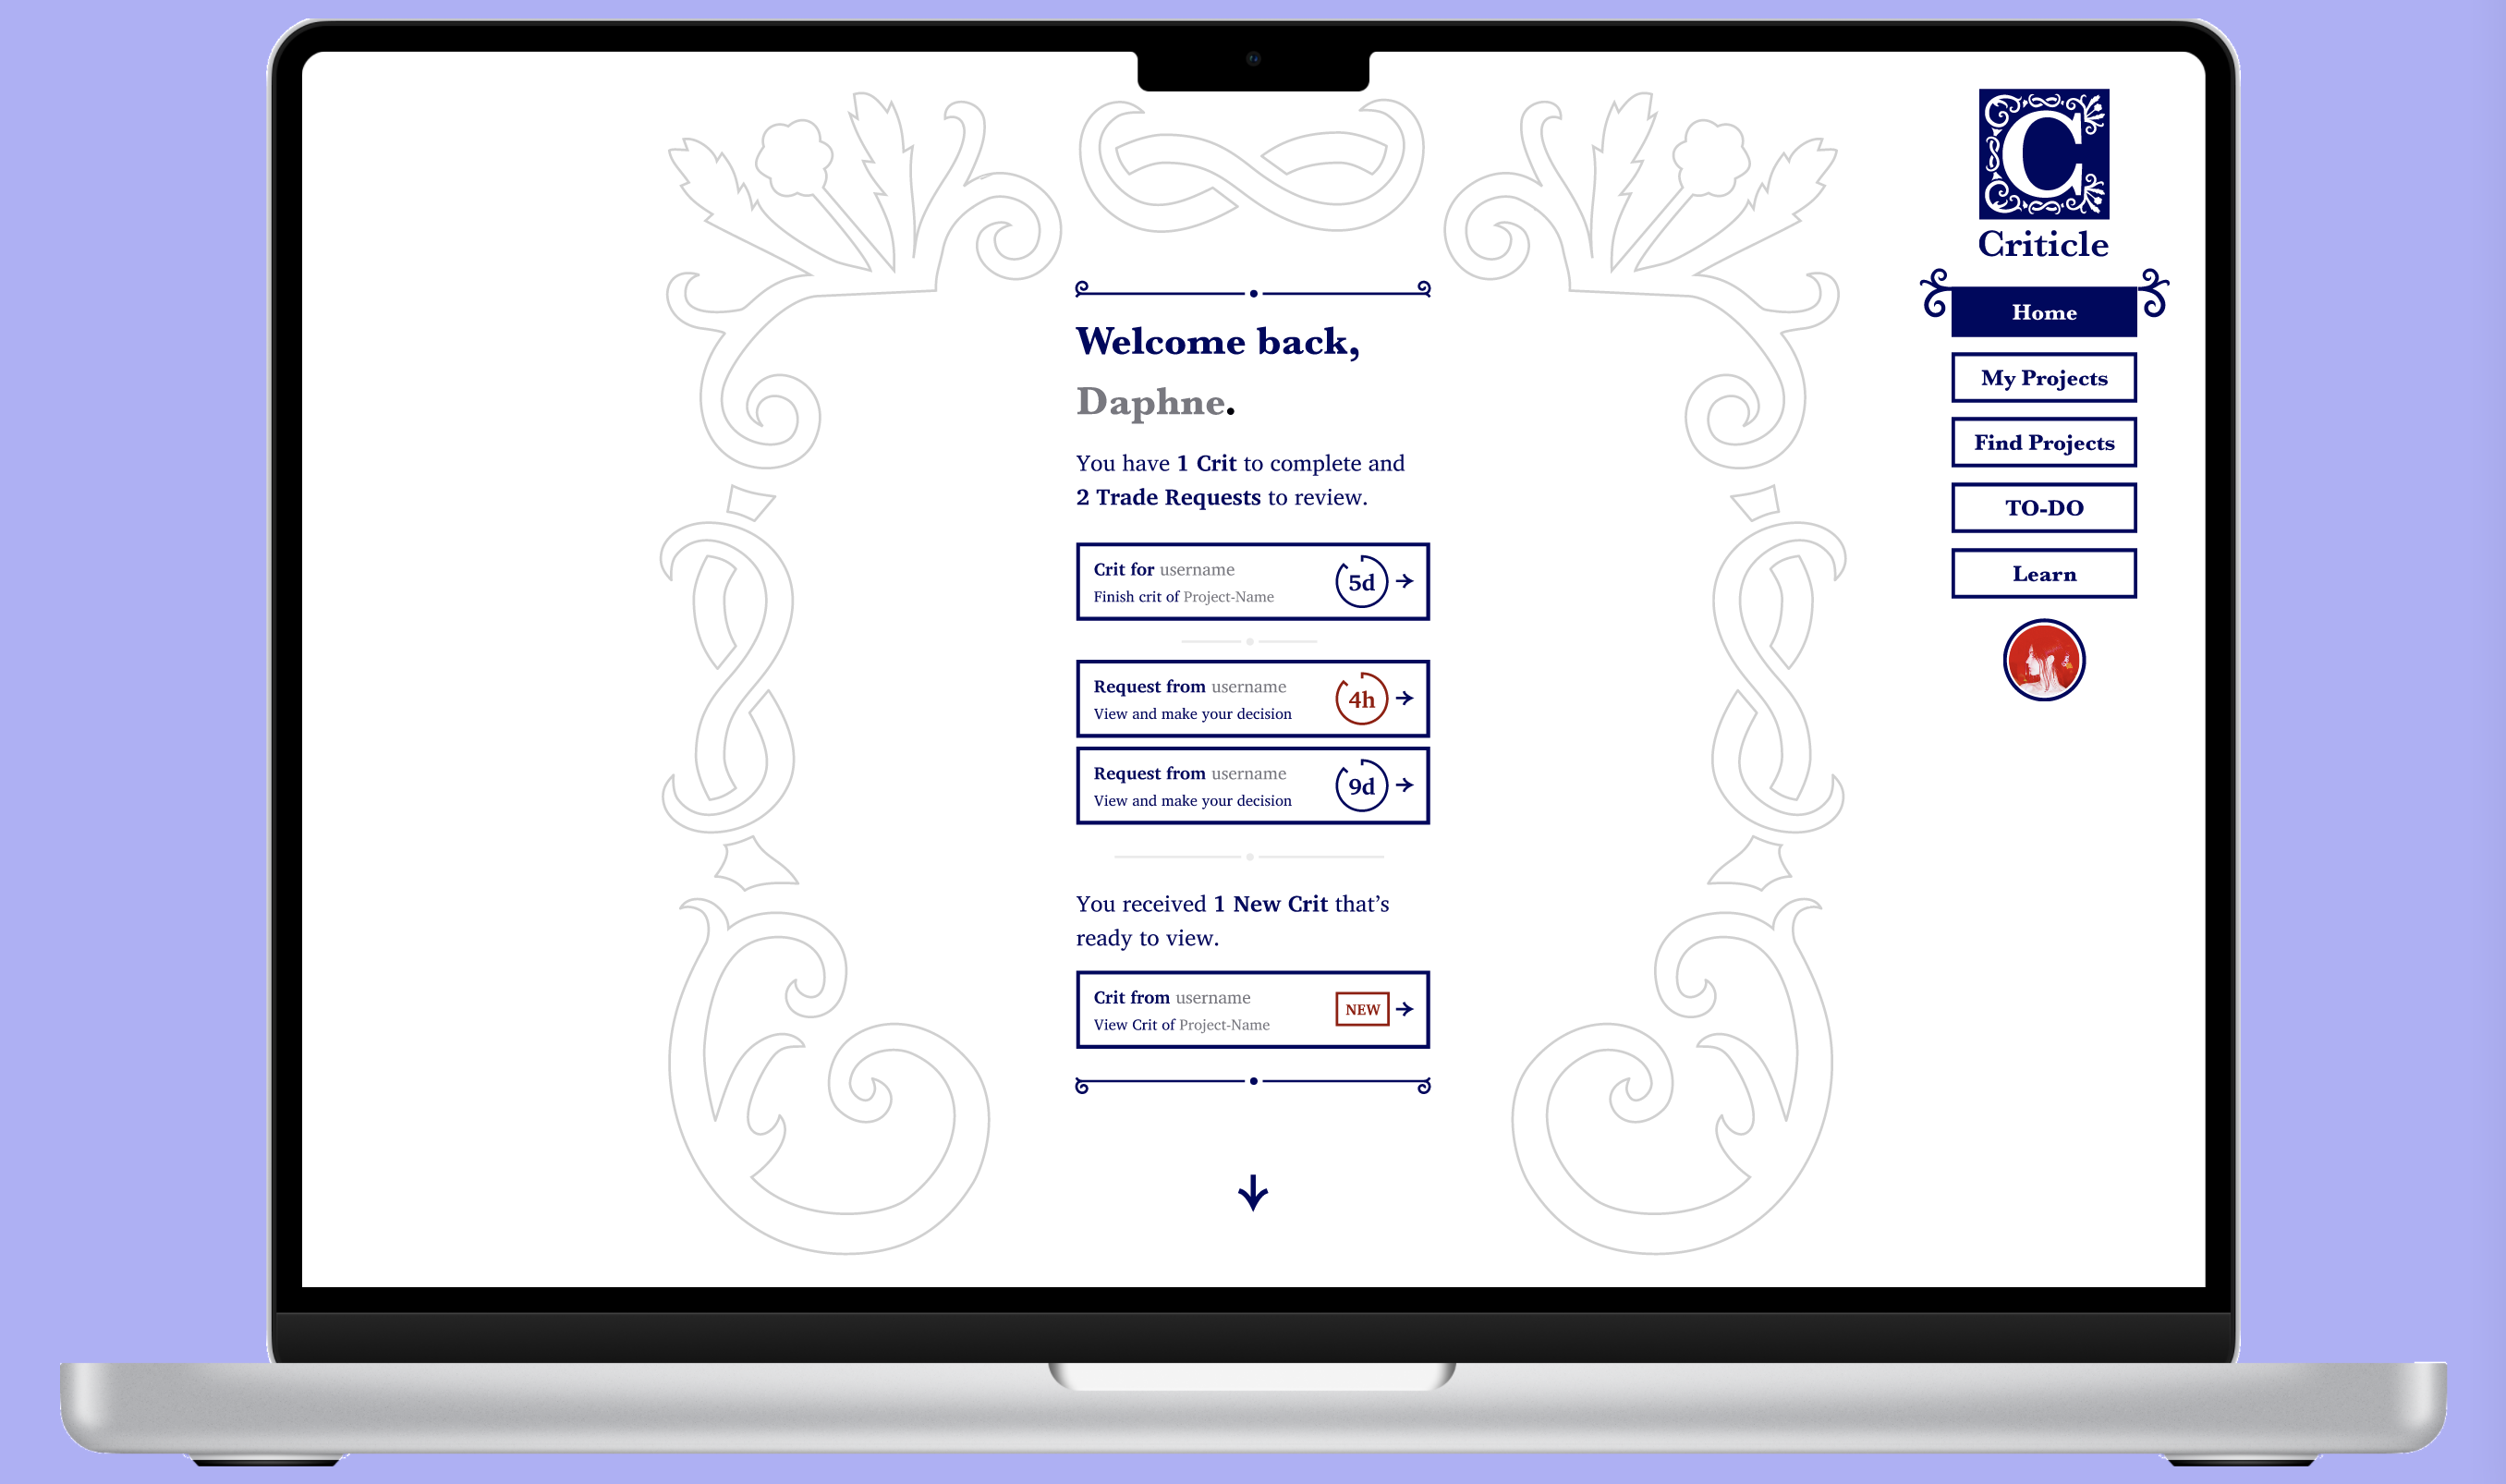 C
Criticle
Home
My Projects
Find Projects
TO-DO
Learn
Welcome back,
Daphne.
You have 1 Crit to complete and
2 Trade Requests to review.
Crit for username
Finish crit of Project-Name
5d
Request from username
View and make your decision
4h
Request from username
View and make your decision
9d
You received 1 New Crit that’s
ready to view.
Crit from username
View Crit of Project-Name
NEW